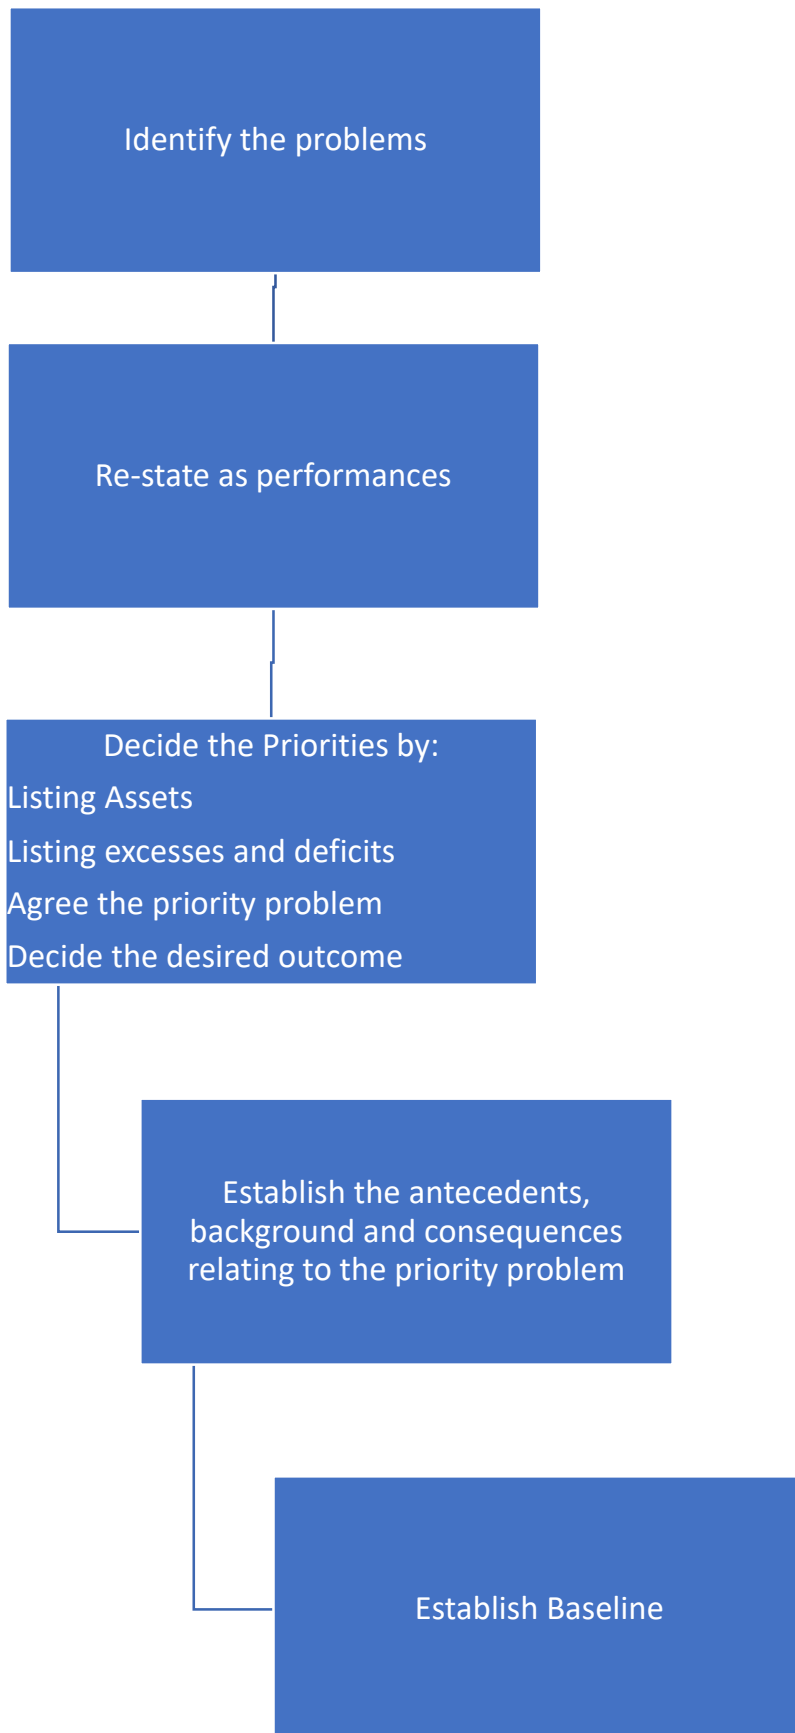 Identify the problems
Re-state as performances
Decide the Priorities by:
Listing Assets
Listing excesses and deficits
Agree the priority problem
Decide the desired outcome
Establish the antecedents,
background and consequences
relating to the priority problem
Establish Baseline